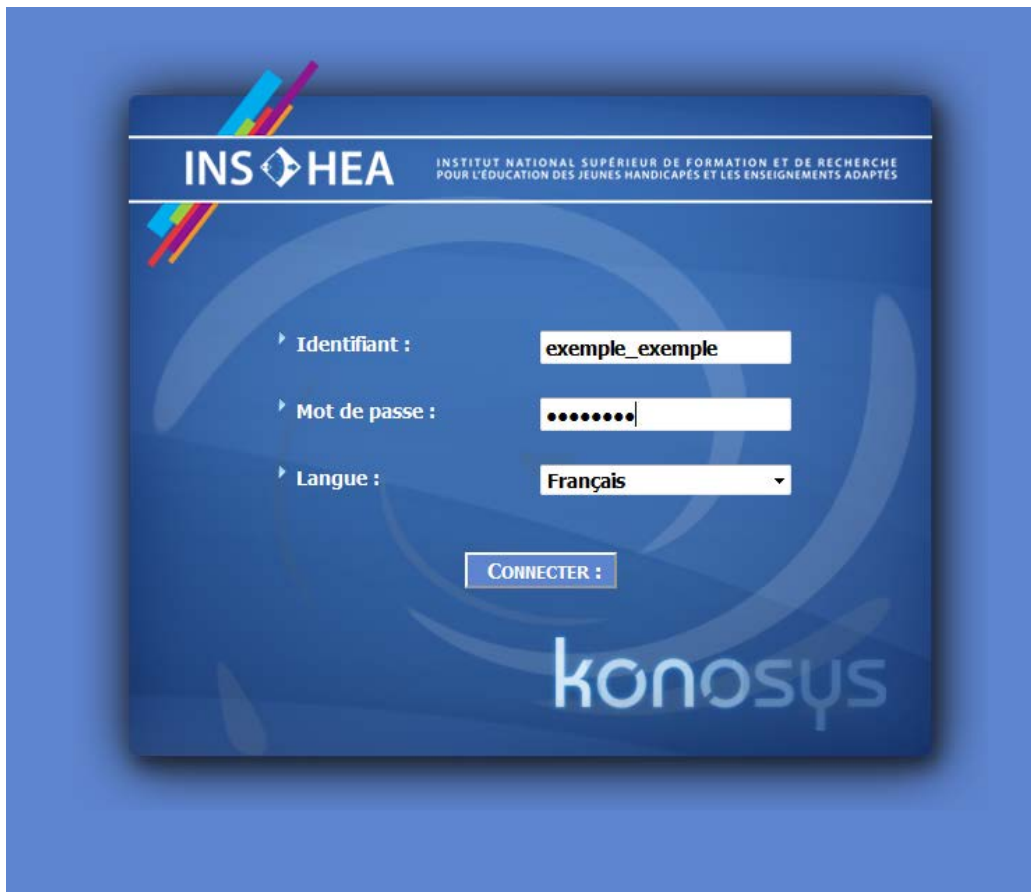 INS HEA
INSTITUT NATIONAL SUPÉRIEUR DE FORMATION ET DE RECHERCHE
POUR L'ÉDUCATION DES JEUNES HANDICAPÉS ET LES ENSEIGNEMENTS ADAPTÉS
Identifiant : exemple_exemple
Mot de passe : ••••••••
Langue : Français
CONNECTER :
konosys